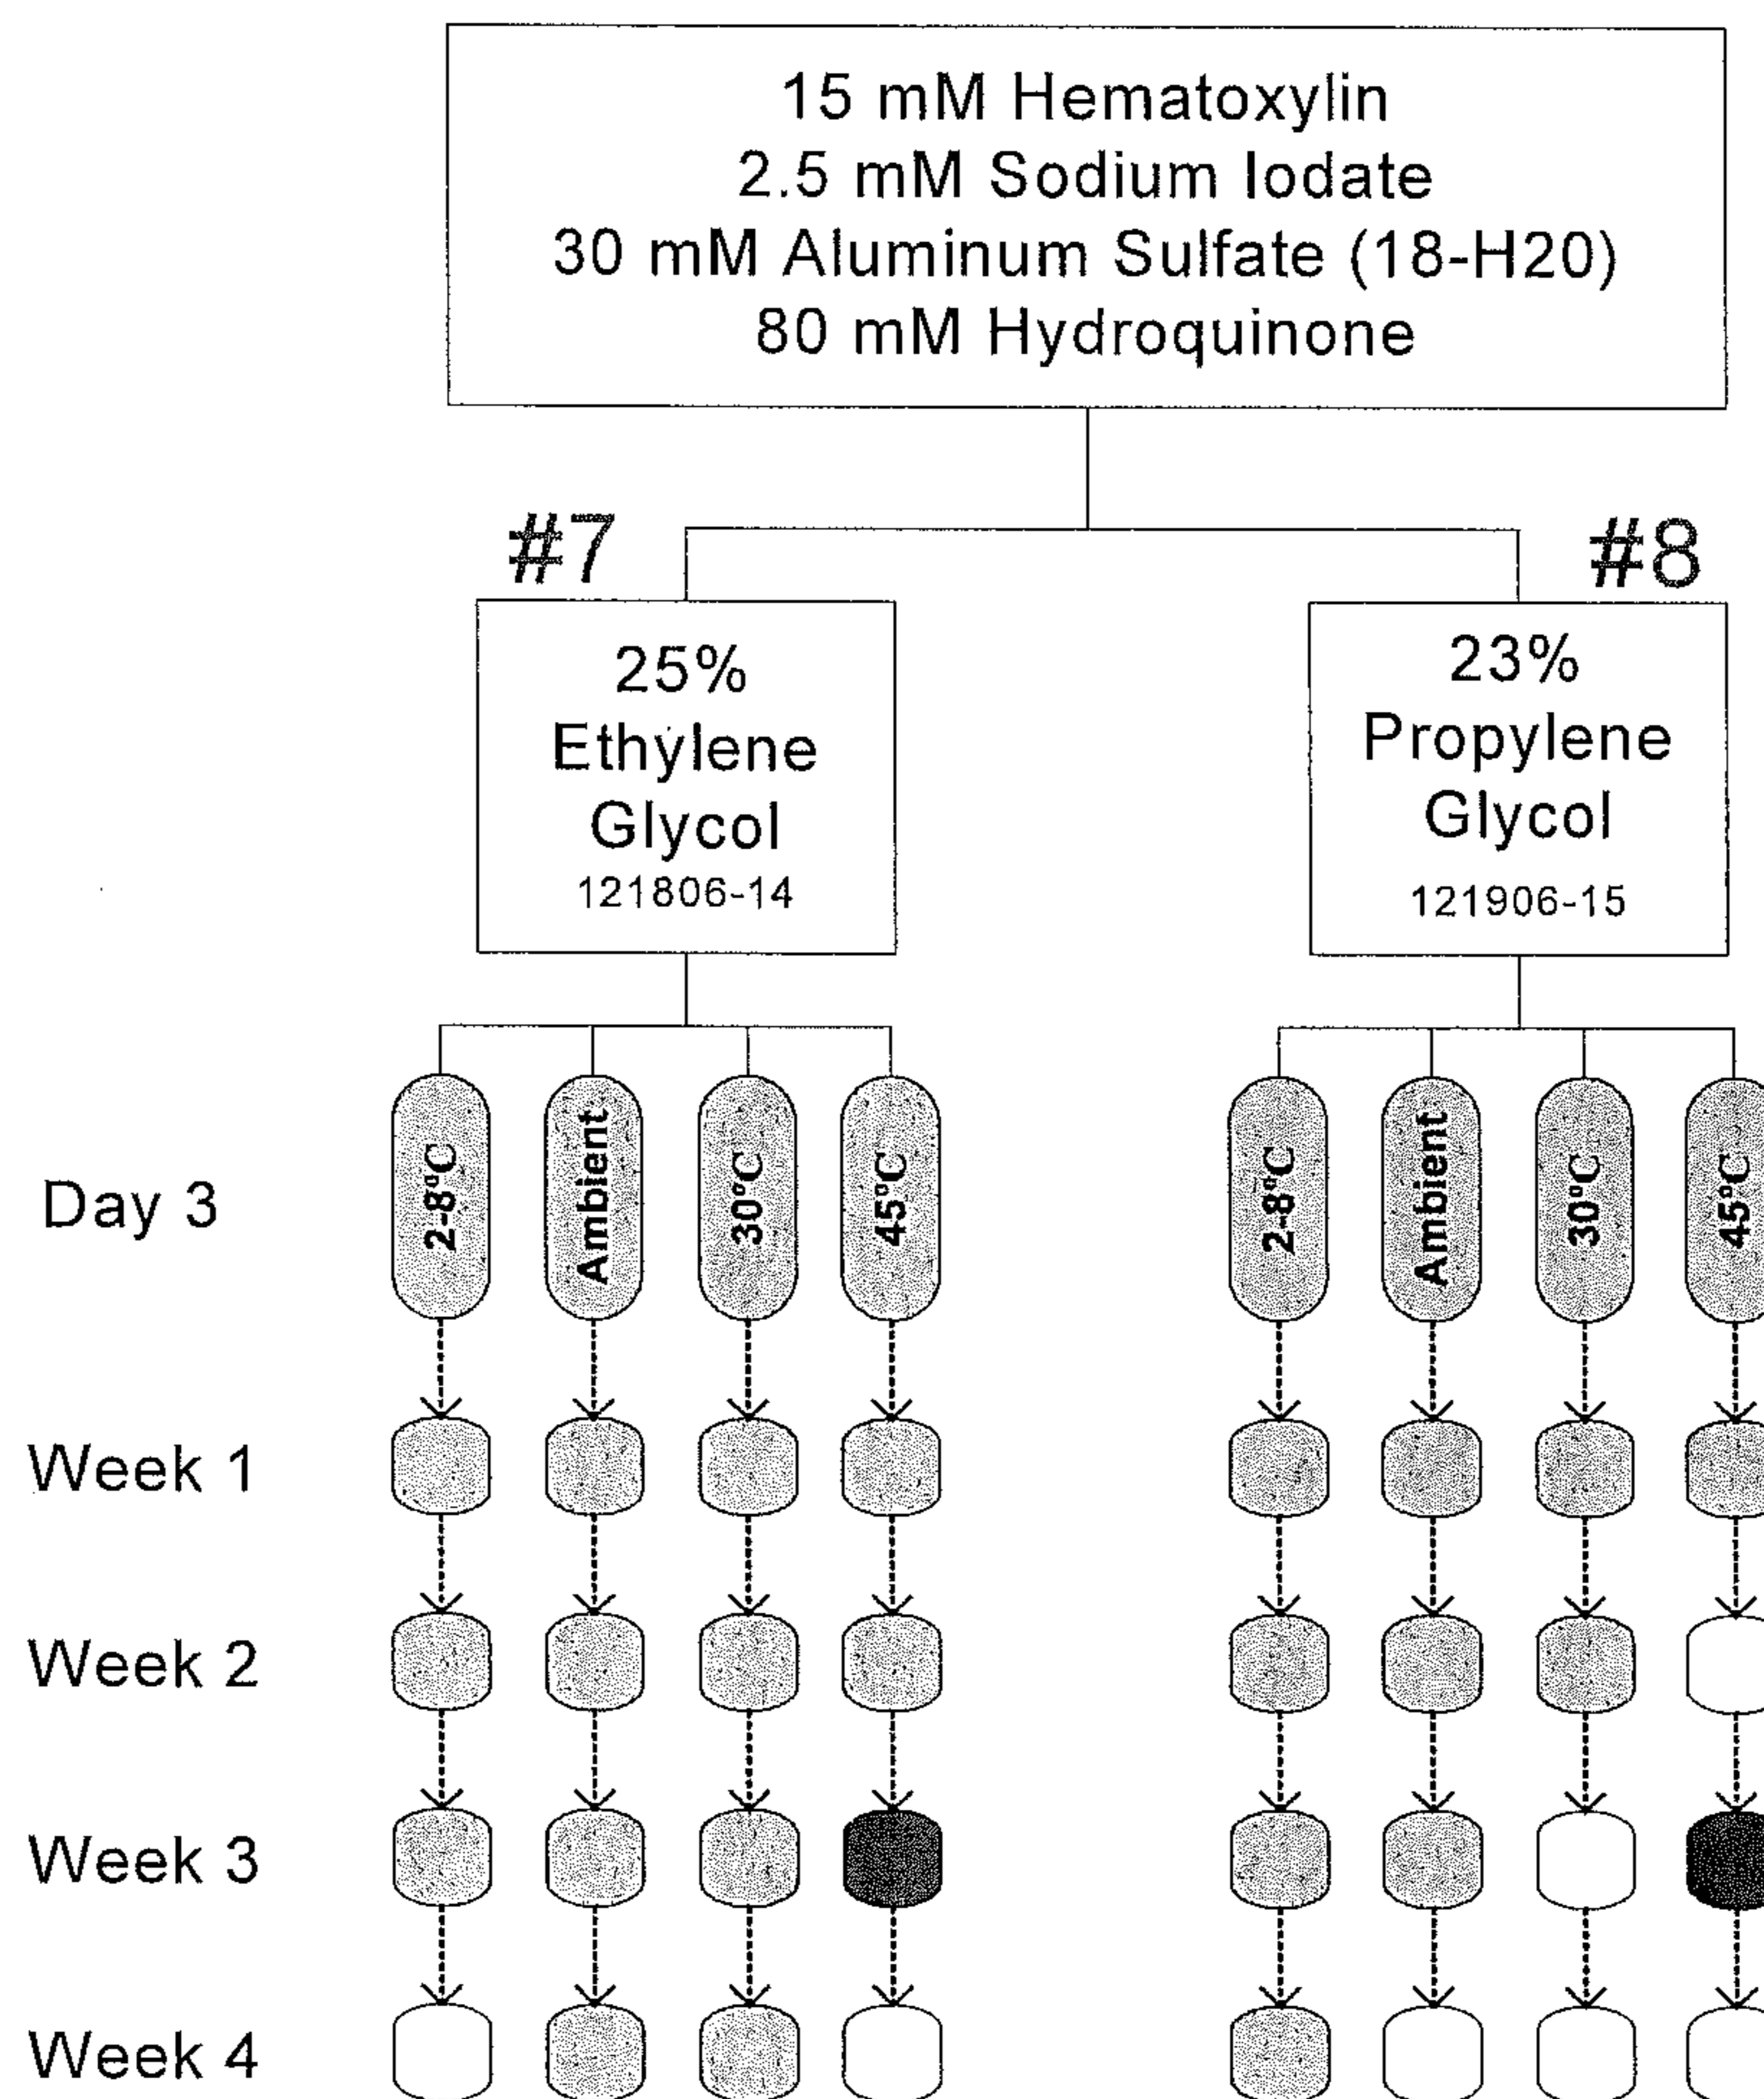 15 mM Hematoxylin
2.5 mM Sodium Iodate
30 mM Aluminum Sulfate (18-H20)
80 mM Hydroquinone
#7
#8
25%
Ethylene
Glycol
121806-14
23%
Propylene
Glycol
121906-15
Day 3
2-8°C
Ambient
30°C
45°C
2-8°C
Ambient
30°C
45°C
Week 1
Week 2
Week 3
Week 4